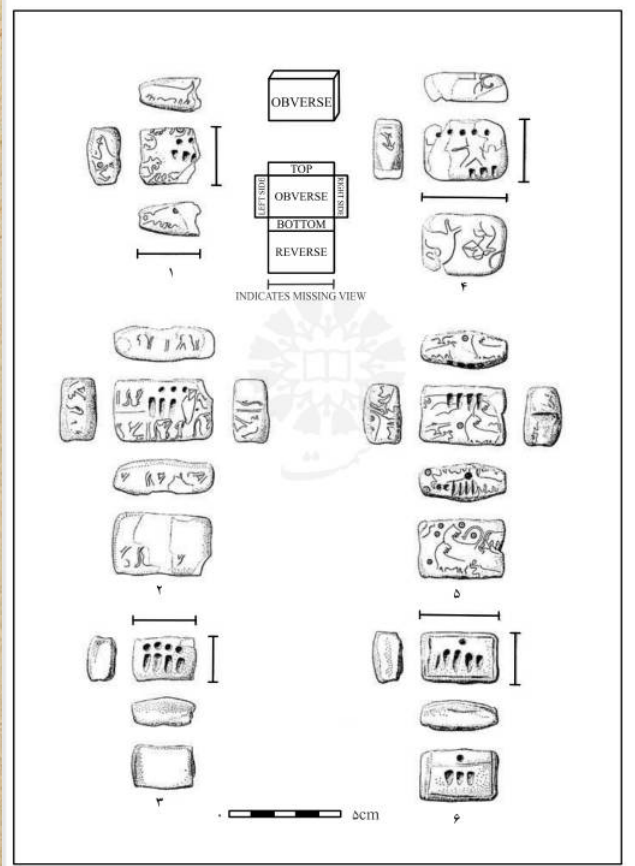 OBVERSE
TOP
LEFT SIDE
OBVERSE
RIGHT SIDE
BOTTOM
REVERSE
INDICATES MISSING VIEW
۱
۴
۲
۵
۳
۶
۰ ۵cm